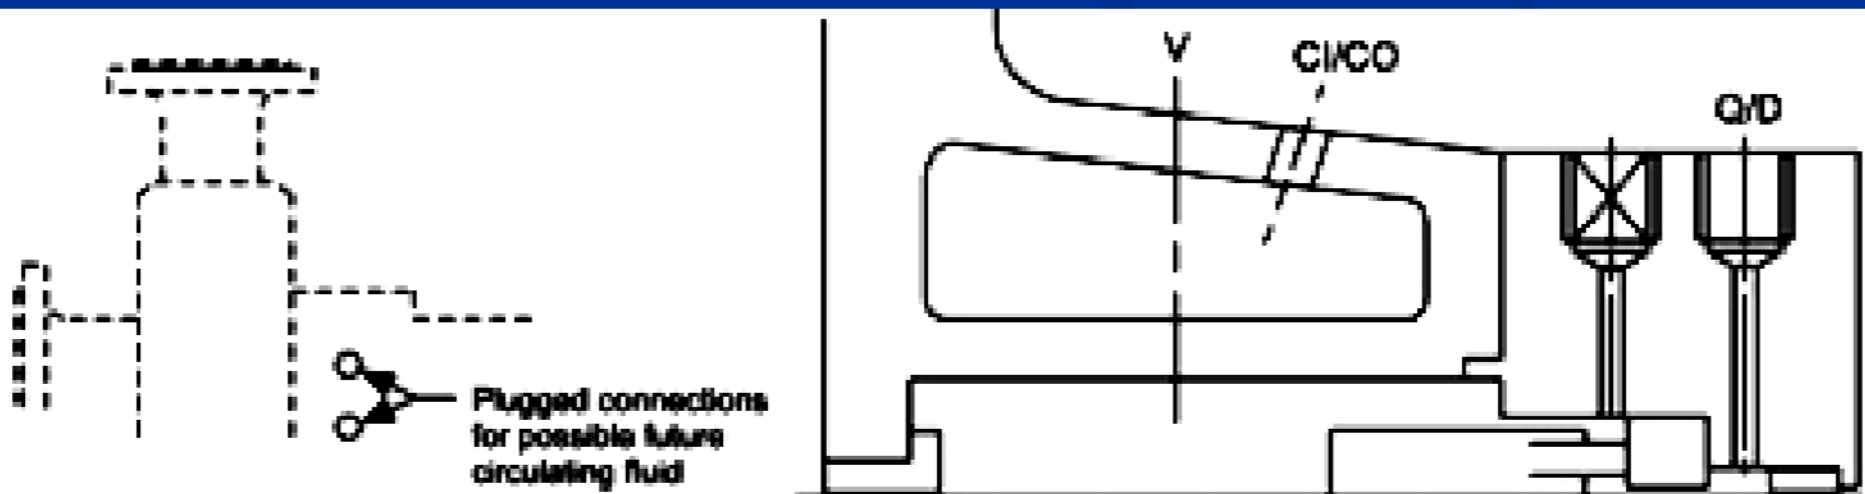 V
CI/CO
Q/D
Plugged connections
for possible future
circulating fluid